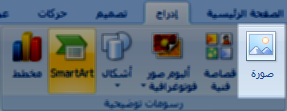 الصفحة الرئيسية إدراج تصميم حركات
صورة قصاصة فنية ألبوم صور فوتوغرافية أشكال SmartArt مخطط
رسومات توضيحية